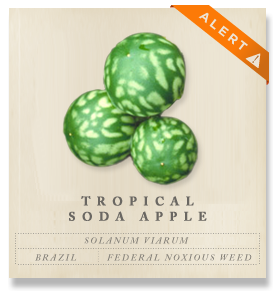 ALERT
TROPICAL
SODA APPLE
SOLANUM VIARUM
BRAZIL FEDERAL NOXIOUS WEED